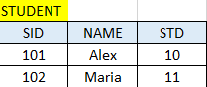 STUDENT
SID NAME STD
101 Alex 10
102 Maria 11